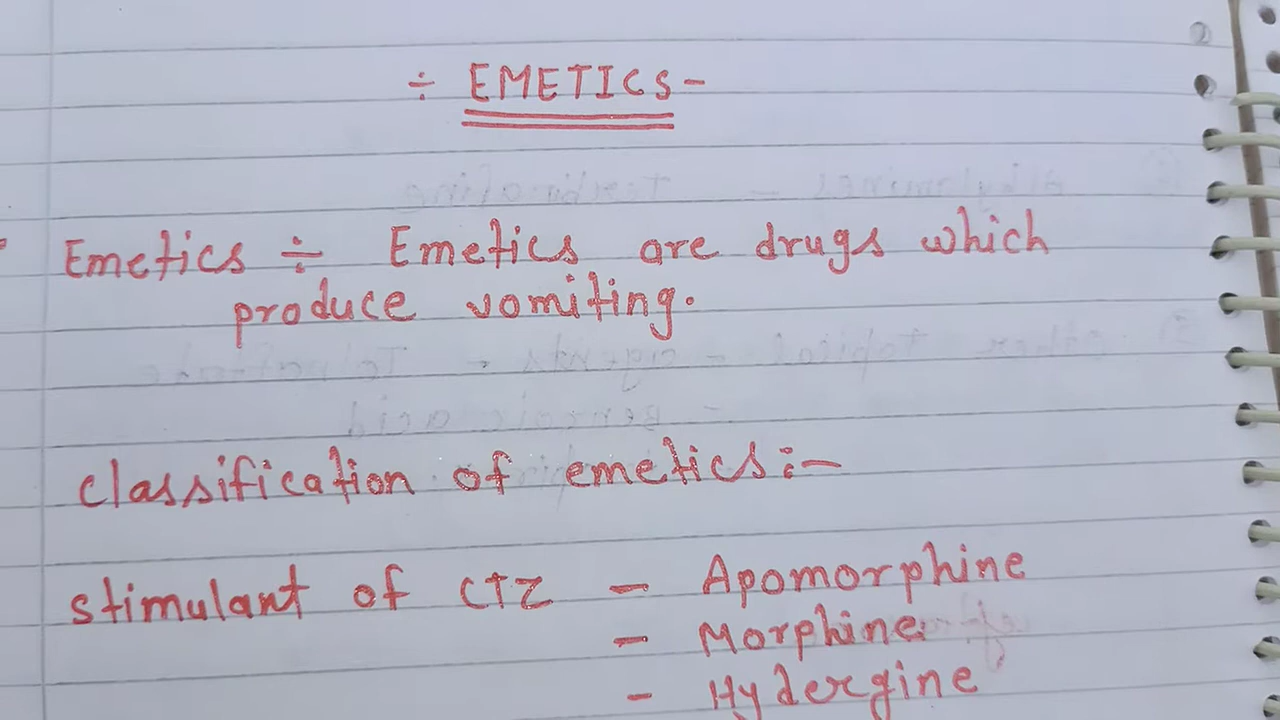 ÷ EMETICS -
Emetics ÷ Emetics are drugs which
produce vomiting.
classification of emetics :-
stimulant of CTZ - Apomorphine
- Morphine
- Hydergine